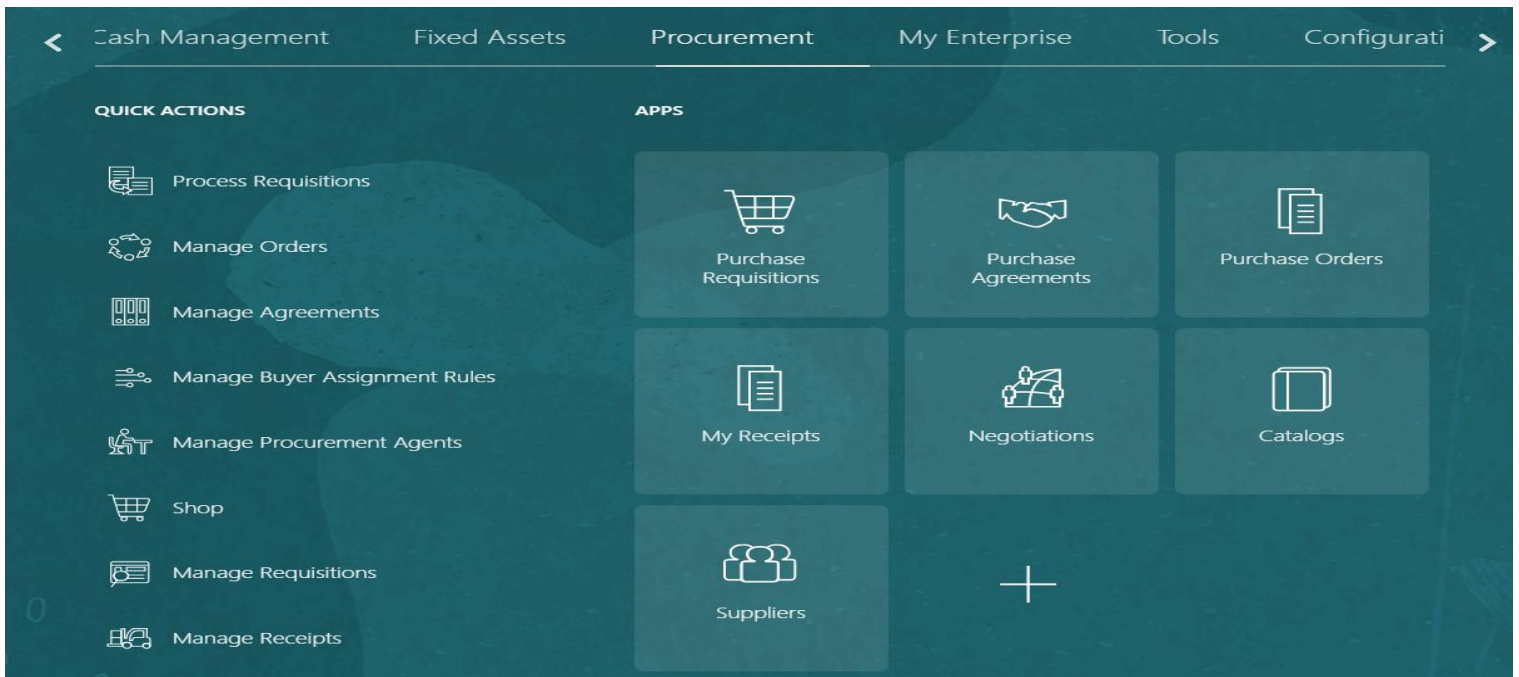 Cash Management
Fixed Assets
Procurement
My Enterprise
Tools
Configurati
QUICK ACTIONS
Process Requisitions
Manage Orders
Manage Agreements
Manage Buyer Assignment Rules
Manage Procurement Agents
Shop
Manage Requisitions
Manage Receipts
APPS
Purchase
Requisitions
Purchase
Agreements
Purchase Orders
My Receipts
Negotiations
Catalogs
Suppliers